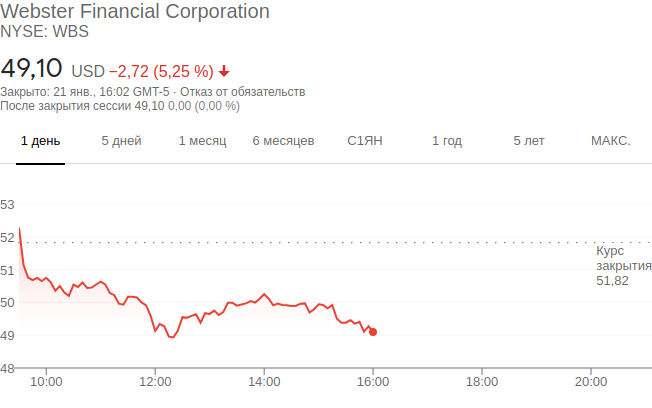 Webster Financial Corporation
NYSE: WBS
49,10 USD −2,72 (5,25 %)
Закрыто: 21 янв., 16:02 GMT-5 · Отказ от обязательств
После закрытия сессии 49,10 0,00 (0,00 %)
1 день 5 дней 1 месяц 6 месяцев С1ЯН 1 год 5 лет МАКС.
53
52
Курс
закрытия
51,82
51
50
49
48
10:00 12:00 14:00 16:00 18:00 20:00